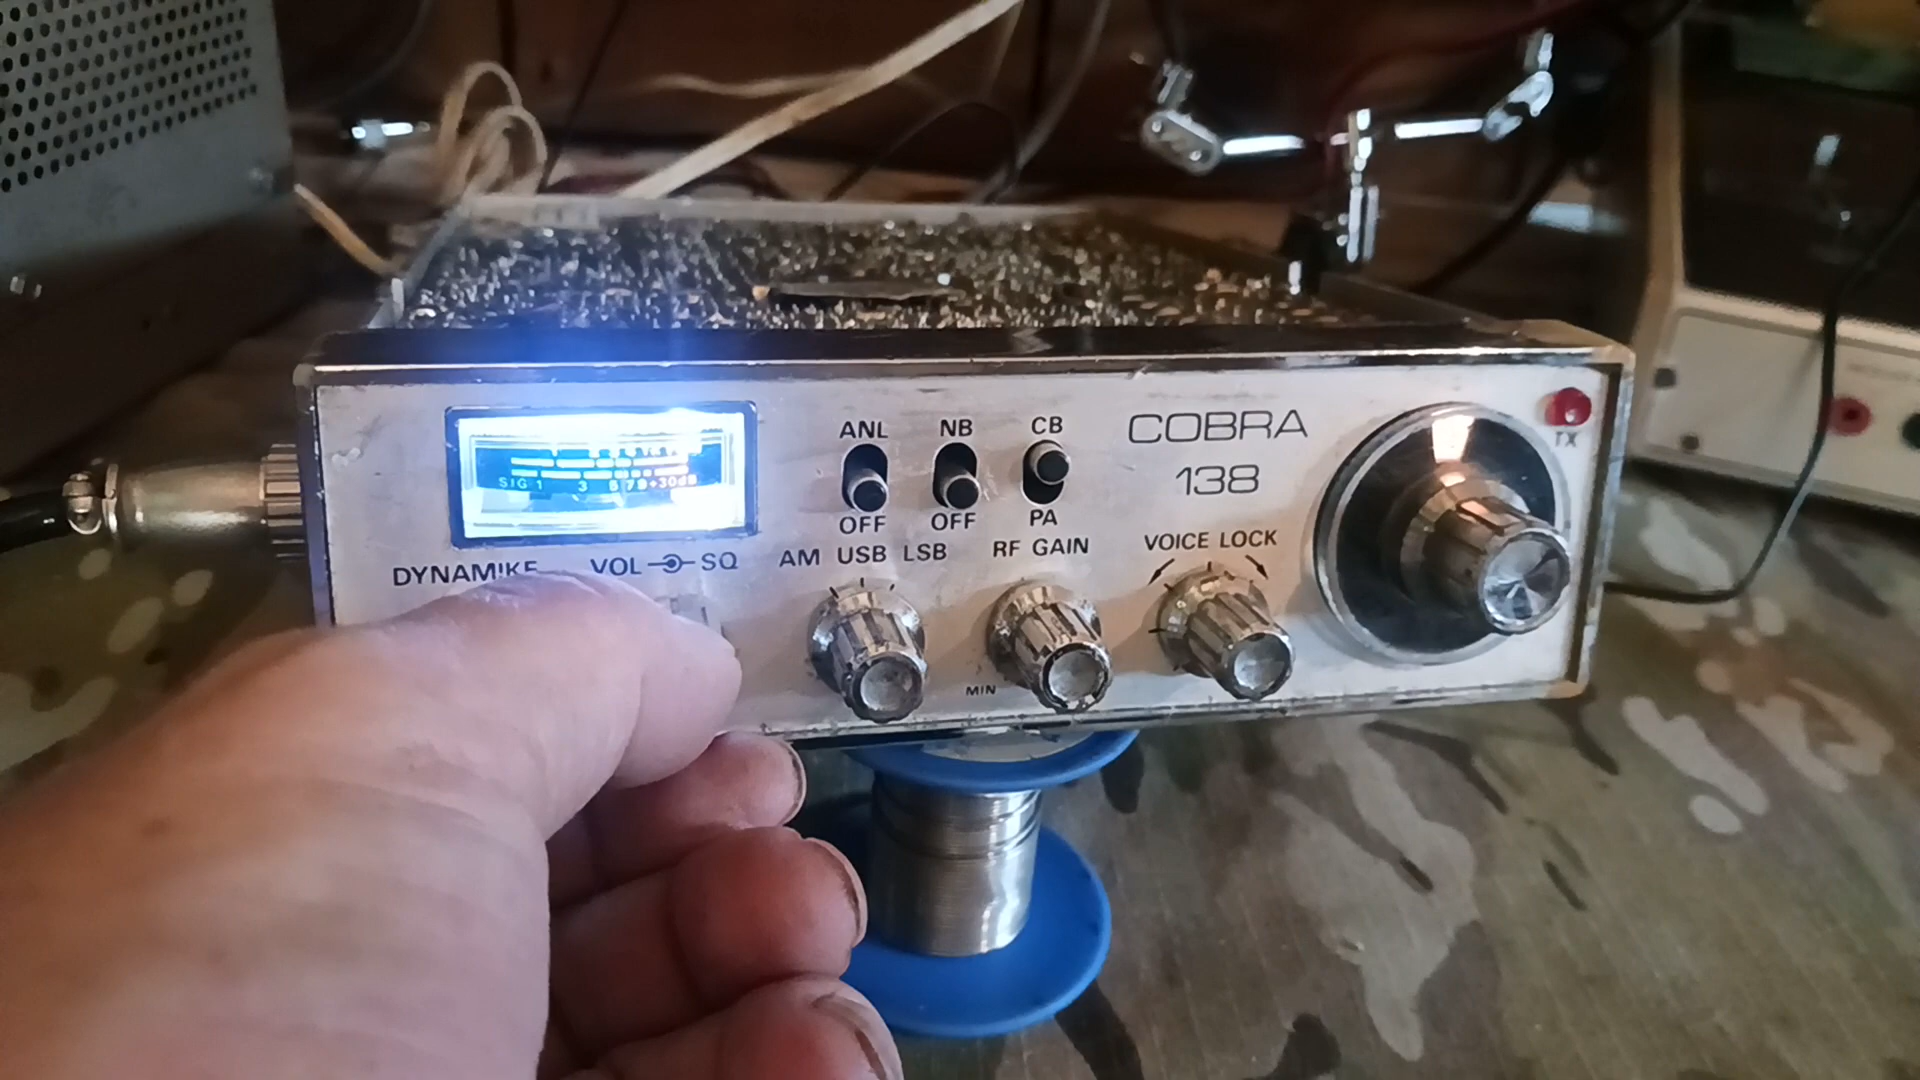 ANL NB CB
COBRA
138
TX
SIG 1 3 5 7 9 +30dB
OFF OFF PA
DYNAMIKE VOL SQ
AM USB LSB
RF GAIN
VOICE LOCK
MIN